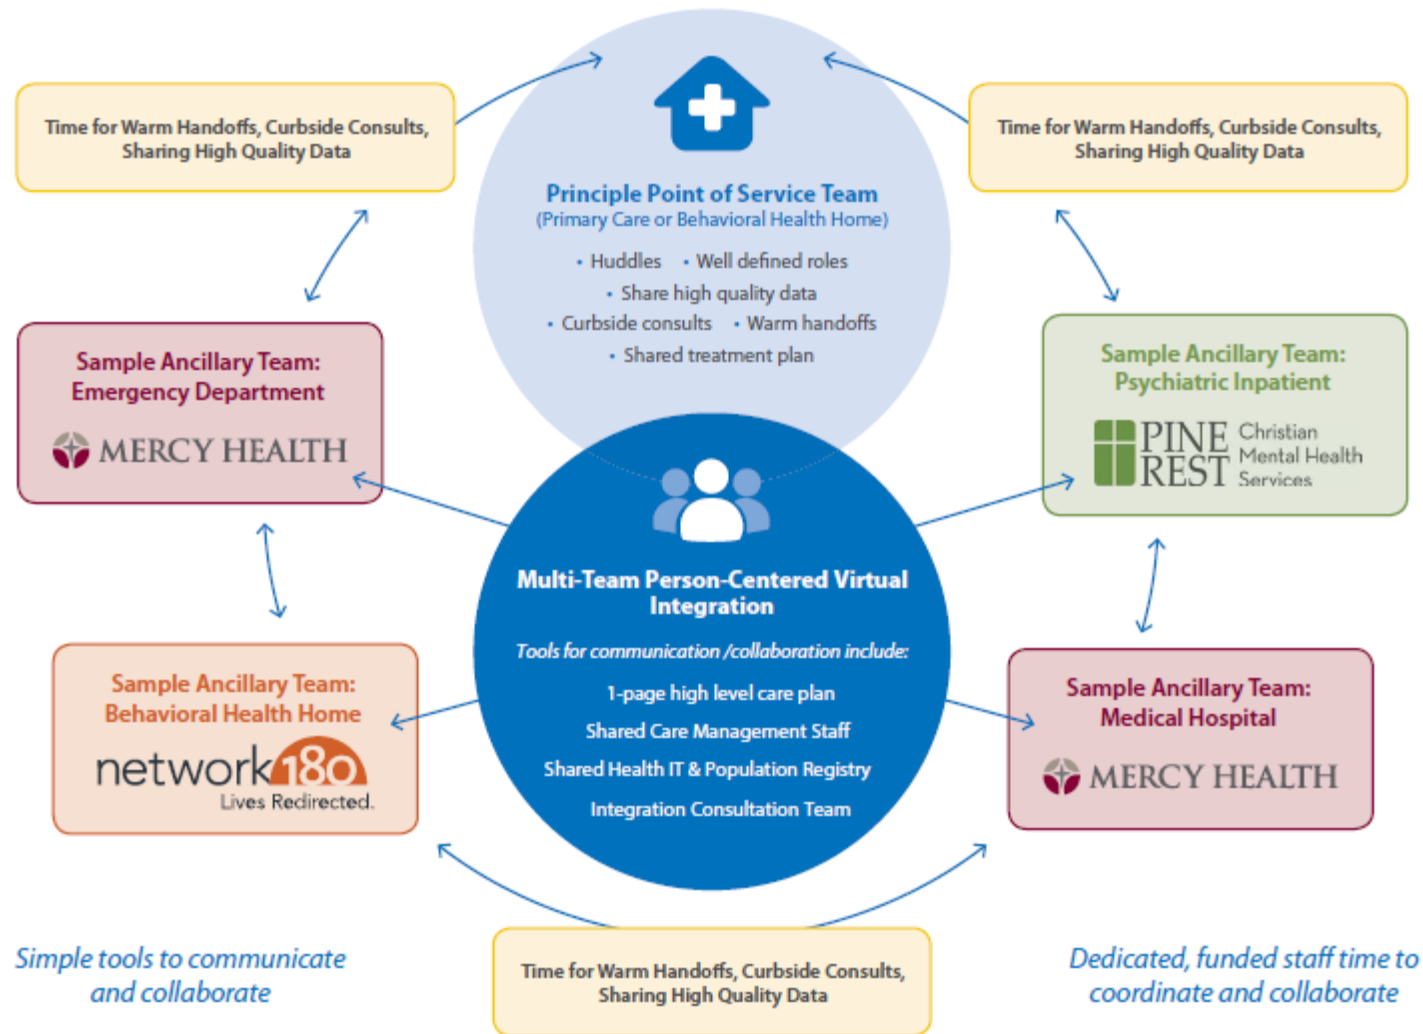 Time for Warm Handoffs, Curbside Consults,
Sharing High Quality Data
Time for Warm Handoffs, Curbside Consults,
Sharing High Quality Data
Principle Point of Service Team
(Primary Care or Behavioral Health Home)
• Huddles • Well defined roles
• Share high quality data
• Curbside consults • Warm handoffs
• Shared treatment plan
Sample Ancillary Team:
Emergency Department
MERCY HEALTH
Sample Ancillary Team:
Psychiatric Inpatient
PINE REST
Christian
Mental Health
Services
Multi-Team Person-Centered Virtual
Integration
Tools for communication /collaboration include:
1-page high level care plan
Shared Care Management Staff
Shared Health IT & Population Registry
Integration Consultation Team
Sample Ancillary Team:
Behavioral Health Home
network180
Lives Redirected.
Sample Ancillary Team:
Medical Hospital
MERCY HEALTH
Simple tools to communicate
and collaborate
Time for Warm Handoffs, Curbside Consults,
Sharing High Quality Data
Dedicated, funded staff time to
coordinate and collaborate